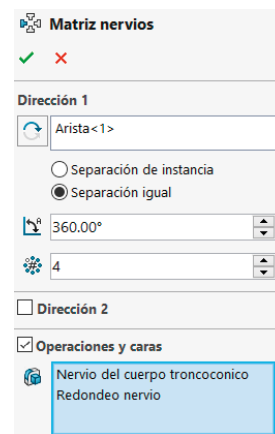 Matriz nervios
Dirección 1
Arista<1>
Separación de instancia
Separación igual
360.00°
4
Dirección 2
Operaciones y caras
Nervio del cuerpo troncoconico
Redondeo nervio